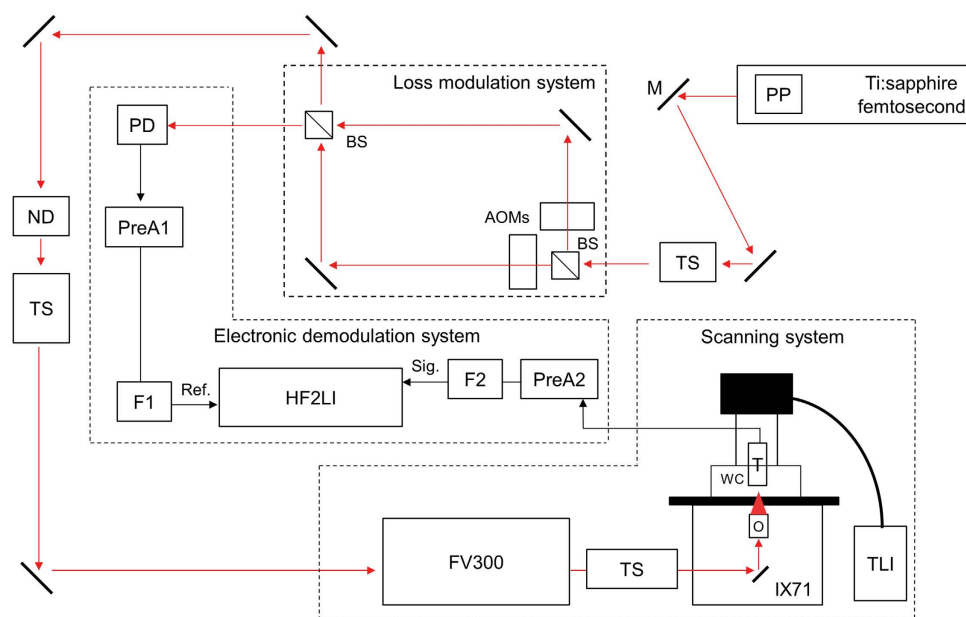 Loss modulation system
M
PP
Ti:sapphire
femtosecond
PD
BS
ND
PreA1
AOMs
BS
TS
TS
Electronic demodulation system
Scanning system
Sig.
F1
Ref.
HF2LI
F2
PreA2
T
WC
O
FV300
TS
TLI
IX71